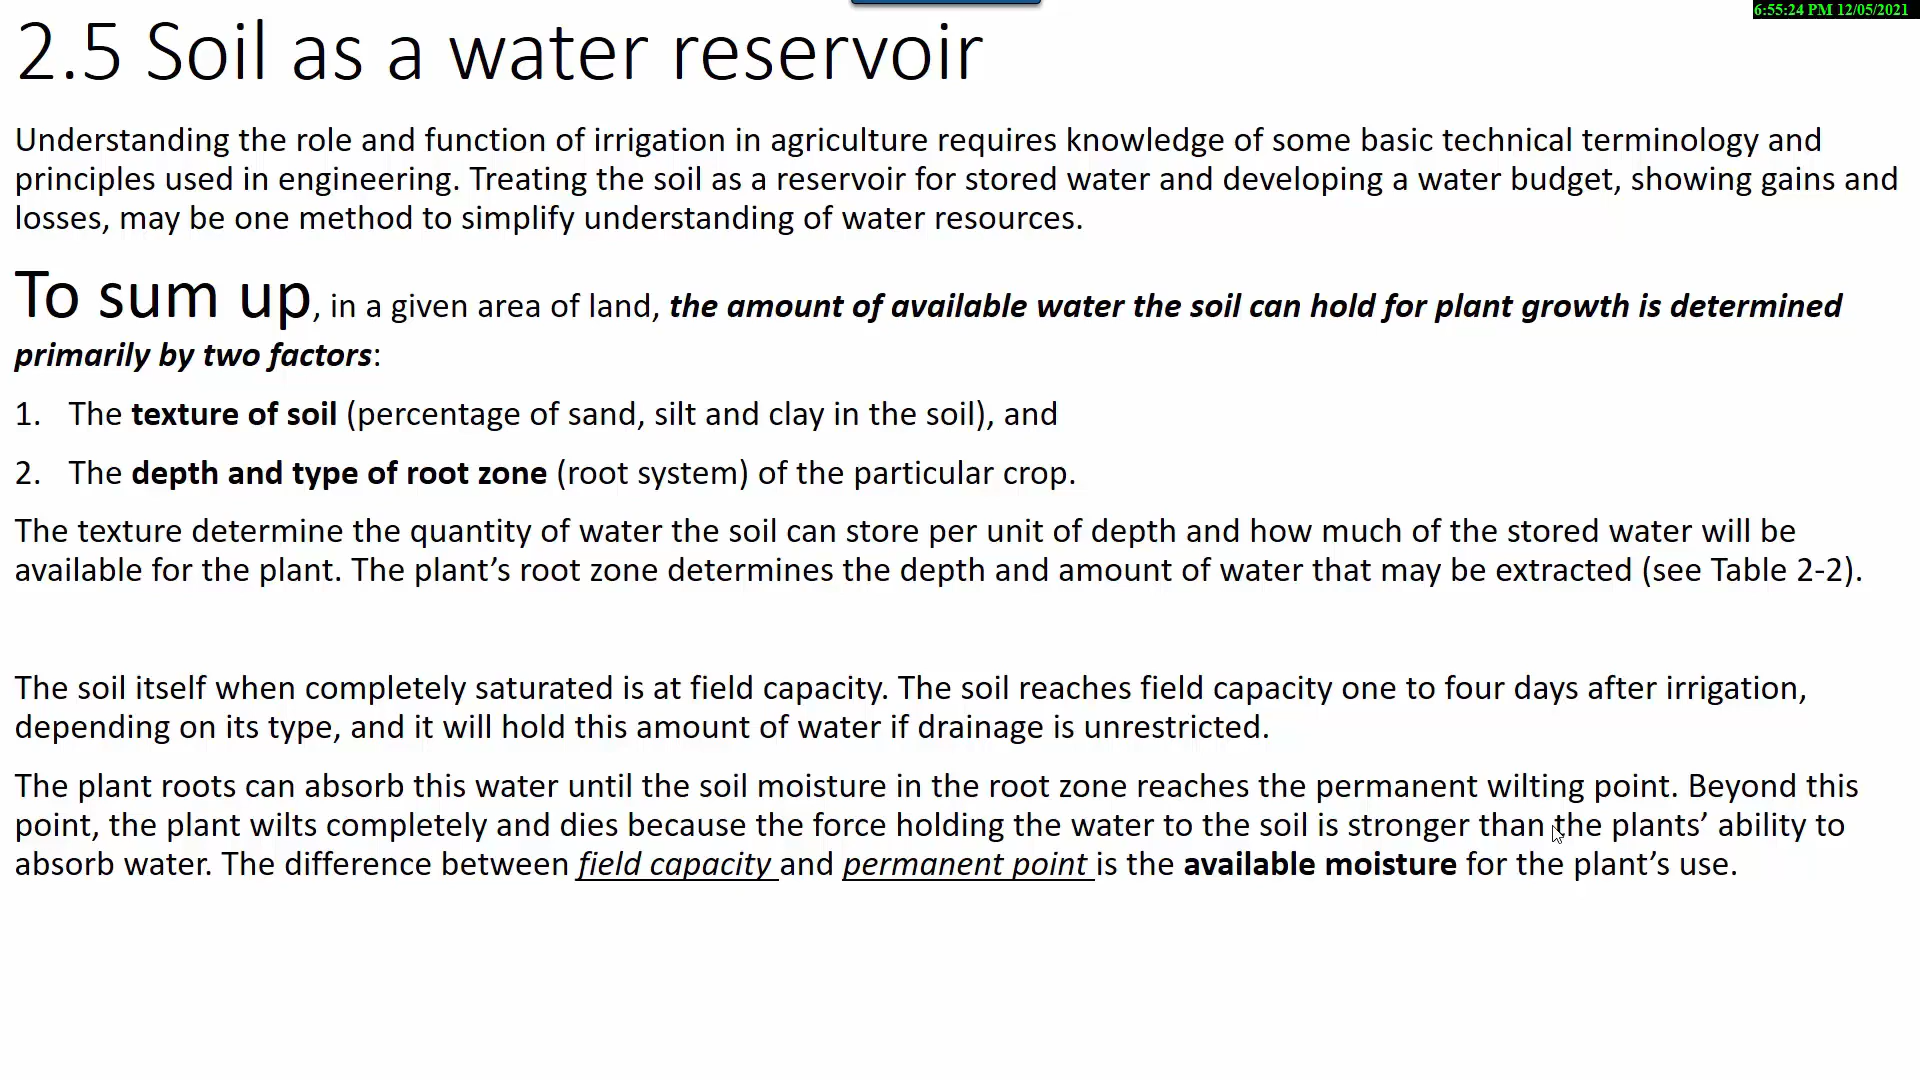 6:55:24 PM 12/05/2021
2.5 Soil as a water reservoir
Understanding the role and function of irrigation in agriculture requires knowledge of some basic technical terminology and
principles used in engineering. Treating the soil as a reservoir for stored water and developing a water budget, showing gains and
losses, may be one method to simplify understanding of water resources.
To sum up, in a given area of land, the amount of available water the soil can hold for plant growth is determined
primarily by two factors:
1. The texture of soil (percentage of sand, silt and clay in the soil), and
2. The depth and type of root zone (root system) of the particular crop.
The texture determine the quantity of water the soil can store per unit of depth and how much of the stored water will be
available for the plant. The plant’s root zone determines the depth and amount of water that may be extracted (see Table 2-2).
The soil itself when completely saturated is at field capacity. The soil reaches field capacity one to four days after irrigation,
depending on its type, and it will hold this amount of water if drainage is unrestricted.
The plant roots can absorb this water until the soil moisture in the root zone reaches the permanent wilting point. Beyond this
point, the plant wilts completely and dies because the force holding the water to the soil is stronger than the plants’ ability to
absorb water. The difference between field capacity and permanent point is the available moisture for the plant’s use.